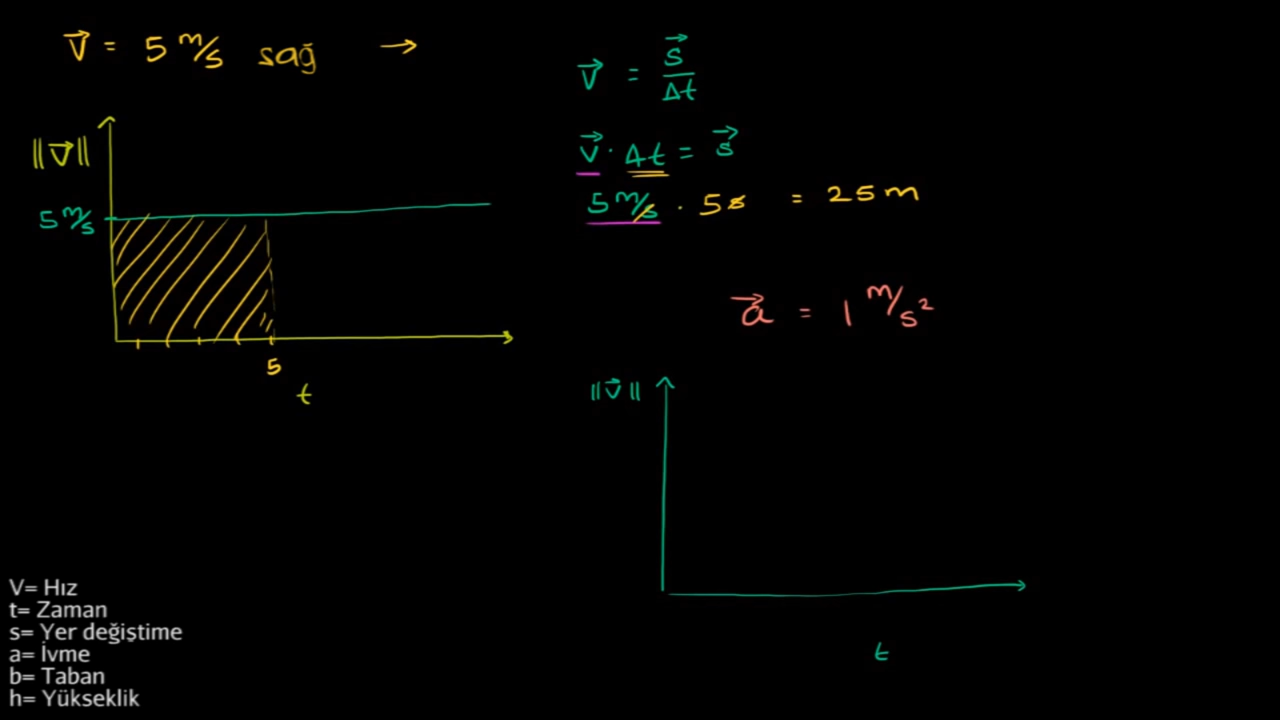 v⃗ = 5 m/s sağ →
||v⃗||
5 m/s
5
t
v⃗ = s⃗ / Δt
v⃗ · Δt = s⃗
5 m/s · 5s = 25 m
a⃗ = 1 m/s²
||v⃗||
t
V= Hız
t= Zaman
s= Yer değiştime
a= İvme
b= Taban
h= Yükseklik